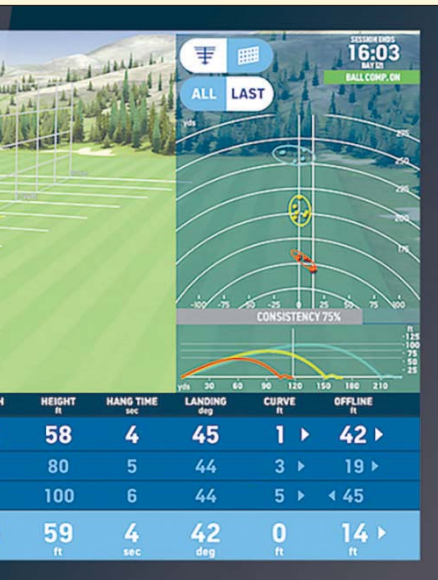 SESSION ENDS
16:03
BAY 121
BALL COMP. ON
ALL LAST
yds
275
250
225
200
175
-100 -75 -50 -25 0 25 50 75 100
CONSISTENCY 75%
ft
125
100
75
50
25
yds 30 60 90 120 150 180 210
HEIGHT HANG TIME LANDING CURVE OFFLINE
ft sec deg ft ft
58 4 45 1 42
80 5 44 3 19
100 6 44 5 45
59 4 42 0 14
ft sec deg ft ft